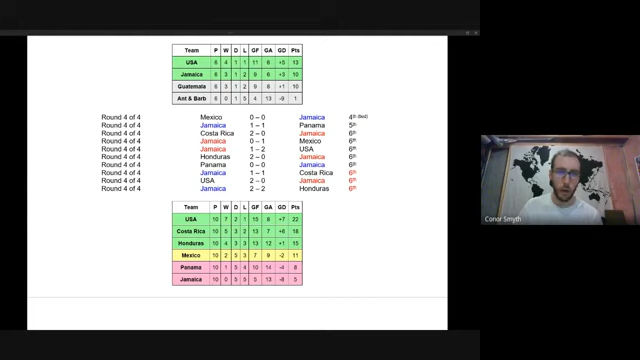 Team P W D L GF GA GD Pts
USA 6 4 1 1 11 6 +5 13
Jamaica 6 3 1 2 9 6 +3 10
Guatemala 6 3 1 2 9 8 +1 10
Ant & Barb 6 0 1 5 4 13 -9 1
Round 4 of 4 Mexico 0 – 0 Jamaica 4th (tied)
Round 4 of 4 Jamaica 1 – 1 Panama 5th
Round 4 of 4 Costa Rica 2 – 0 Jamaica 6th
Round 4 of 4 Jamaica 0 – 1 Mexico 6th
Round 4 of 4 Jamaica 1 – 2 USA 6th
Round 4 of 4 Honduras 2 – 0 Jamaica 6th
Round 4 of 4 Panama 0 – 0 Jamaica 6th
Round 4 of 4 Jamaica 1 – 1 Costa Rica 6th
Round 4 of 4 USA 2 – 0 Jamaica 6th
Round 4 of 4 Jamaica 2 – 2 Honduras 6th
Team P W D L GF GA GD Pts
USA 10 7 2 1 15 8 +7 22
Costa Rica 10 5 3 2 13 7 +6 18
Honduras 10 4 3 3 13 12 +1 15
Mexico 10 2 5 3 7 9 -2 11
Panama 10 1 5 4 10 14 -4 8
Jamaica 10 0 5 5 5 13 -8 5
Conor Smyth